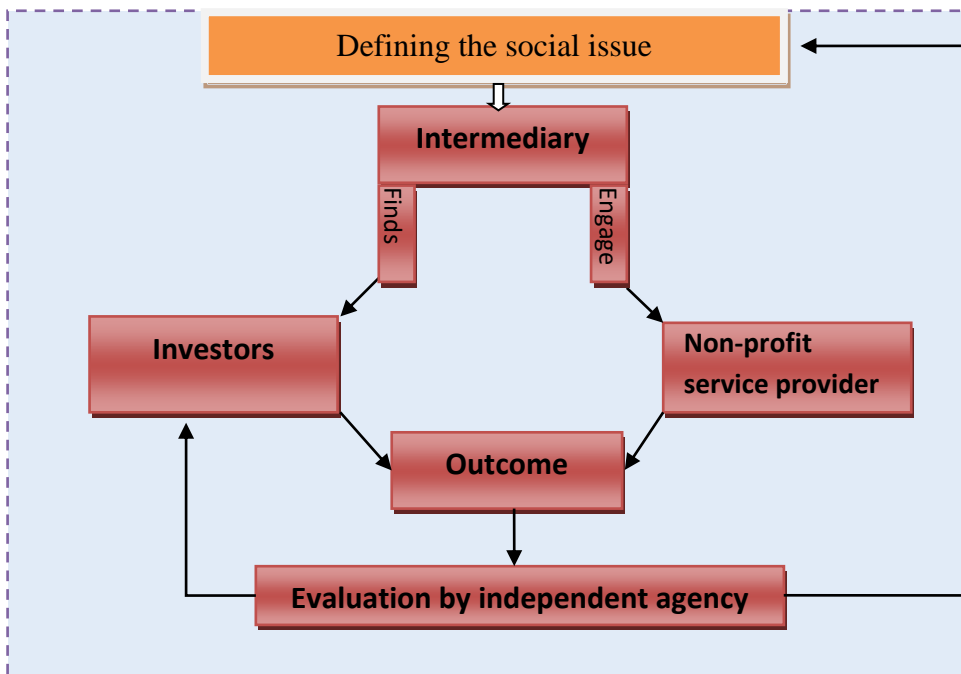 Defining the social issue
Intermediary
Finds
Engage
Investors
Non-profit
service provider
Outcome
Evaluation by independent agency